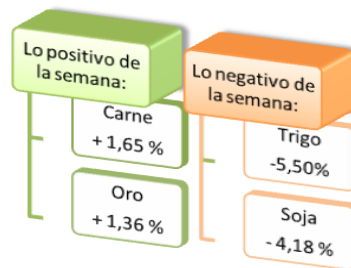 Lo positivo de
la semana:
Carne
+ 1,65 %
Oro
+ 1,36 %
Lo negativo de
la semana:
Trigo
-5,50%
Soja
- 4,18 %